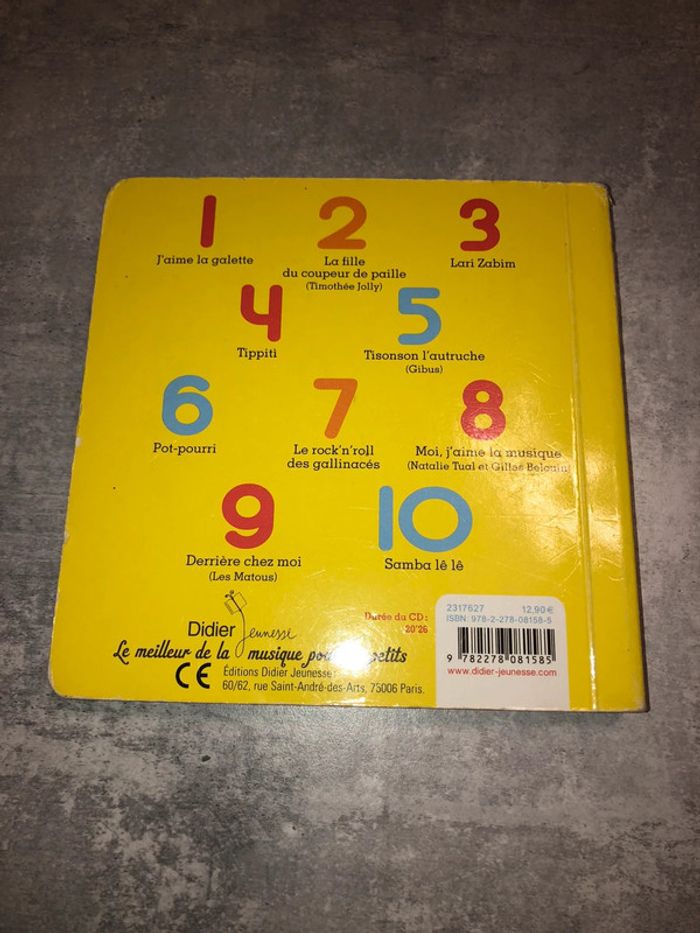 1
J'aime la galette
2
La fille
du coupeur de paille
(Timothée Jolly)
3
Lari Zabim
4
Tippiti
5
Tisonson l'autruche
(Gibus)
6
Pot-pourri
7
Le rock'n'roll
des gallinacés
8
Moi, j'aime la musique
(Natalie Tual et Gilles Belouin)
9
Derrière chez moi
(Les Matous)
10
Samba lê lê
Didier Jeunesse
Le meilleur de la musique petits
CE
Éditions Didier Jeunesse
60/62, rue Saint-André-des-Arts, 75006 Paris.
Durée du CD :
20'26
2317627 12,90 €
ISBN: 978-2-278-08158-5
9 782278 081585
www.didier-jeunesse.com